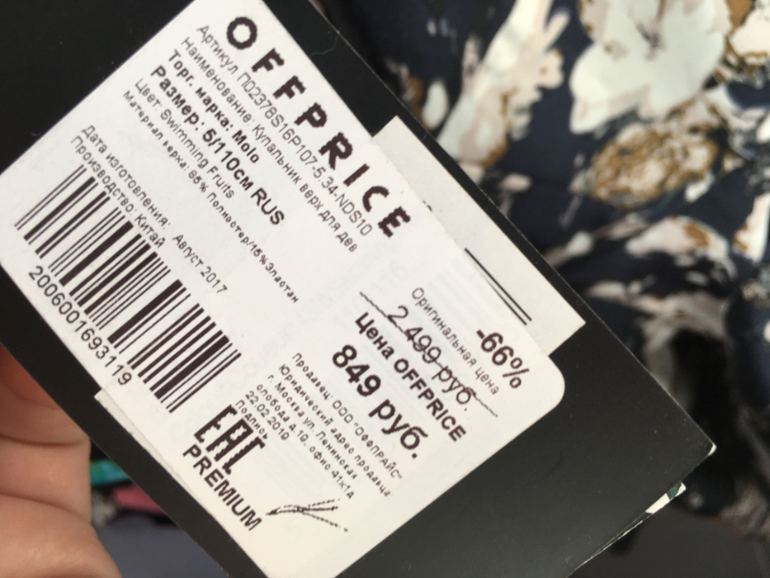 OFFPRICE
Артикул П02378S16P107-5.34-NDS10
Наименование: Купальник верх для дев
Торг. марка: Molo
Размер: 5/110см RUS
Цвет: Swimming Fruits
Материал верха: 85% Полиэстер/15%Эластан
Дата изготовления: Август 2017
Производство: Китай
2006001693119
-66%
Оригинальная цена
2 499 руб.
Цена OFFPRICE
849 руб.
Продавец: ООО "ОФФПРАЙС"
Юридический адрес продавца:
г. Москва ул. Ленинская
слобода д.19, офис 41х1д
22.02.2019
Подпись
ЕАС
PREMIUM